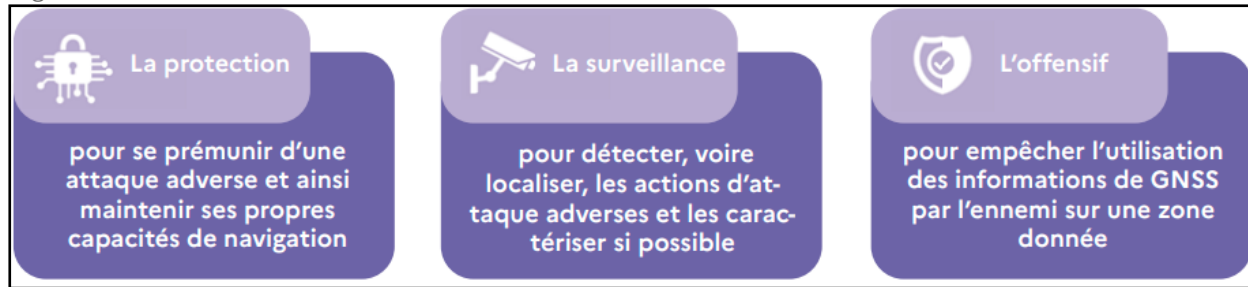 La protection
pour se prémunir d'une
attaque adverse et ainsi
maintenir ses propres
capacités de navigation
La surveillance
pour détecter, voire
localiser, les actions d'at-
taque adverses et les carac-
tériser si possible
L'offensif
pour empêcher l'utilisation
des informations de GNSS
par l'ennemi sur une zone
donnée